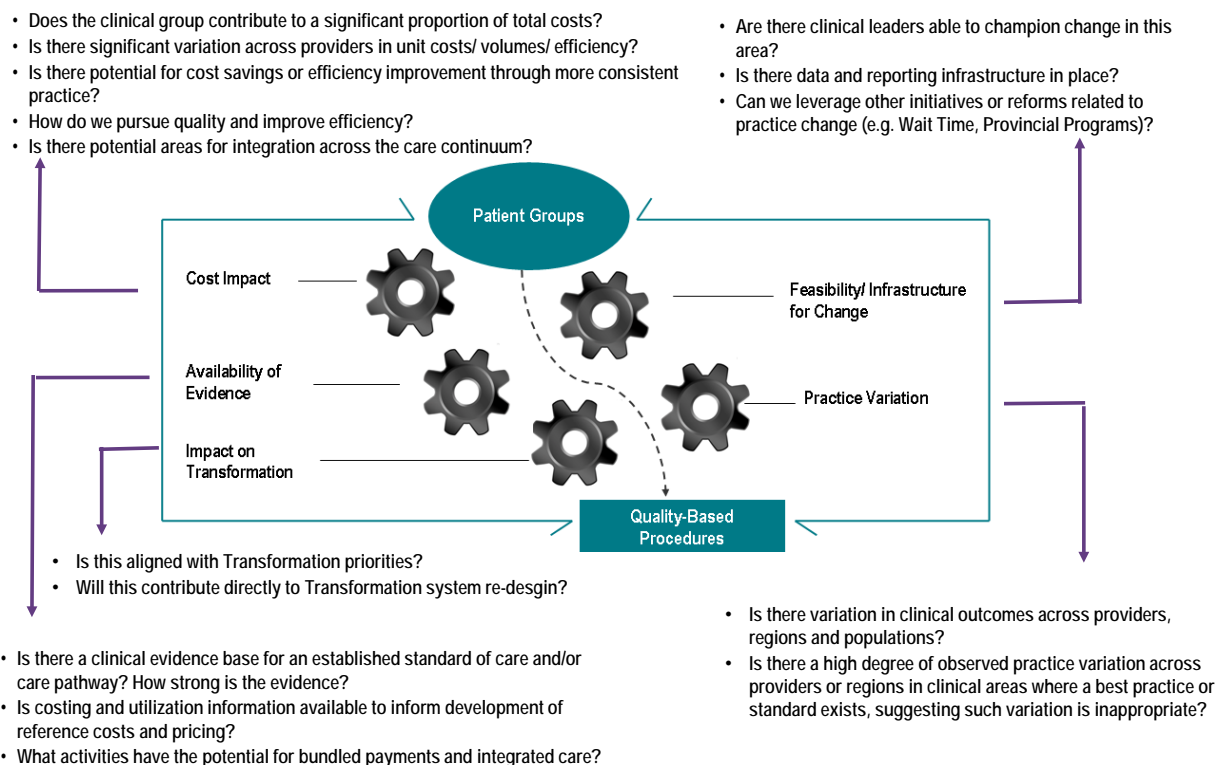 • Does the clinical group contribute to a significant proportion of total costs?
• Is there significant variation across providers in unit costs/ volumes/ efficiency?
• Is there potential for cost savings or efficiency improvement through more consistent
practice?
• How do we pursue quality and improve efficiency?
• Is there potential areas for integration across the care continuum?
• Are there clinical leaders able to champion change in this
area?
• Is there data and reporting infrastructure in place?
• Can we leverage other initiatives or reforms related to
practice change (e.g. Wait Time, Provincial Programs)?
Patient Groups
Cost Impact
Feasibility/ Infrastructure
for Change
Availability of
Evidence
Practice Variation
Impact on
Transformation
Quality-Based
Procedures
• Is this aligned with Transformation priorities?
• Will this contribute directly to Transformation system re-desgin?
• Is there a clinical evidence base for an established standard of care and/or
care pathway? How strong is the evidence?
• Is costing and utilization information available to inform development of
reference costs and pricing?
• What activities have the potential for bundled payments and integrated care?
• Is there variation in clinical outcomes across providers,
regions and populations?
• Is there a high degree of observed practice variation across
providers or regions in clinical areas where a best practice or
standard exists, suggesting such variation is inappropriate?